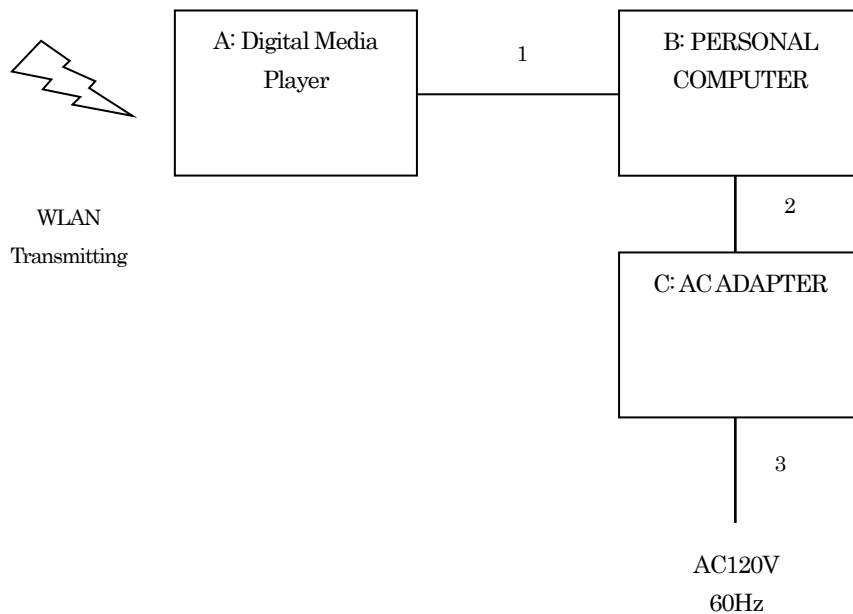 A: Digital Media
Player
1
B: PERSONAL
COMPUTER
WLAN
Transmitting
2
C: AC ADAPTER
3
AC120V
60Hz